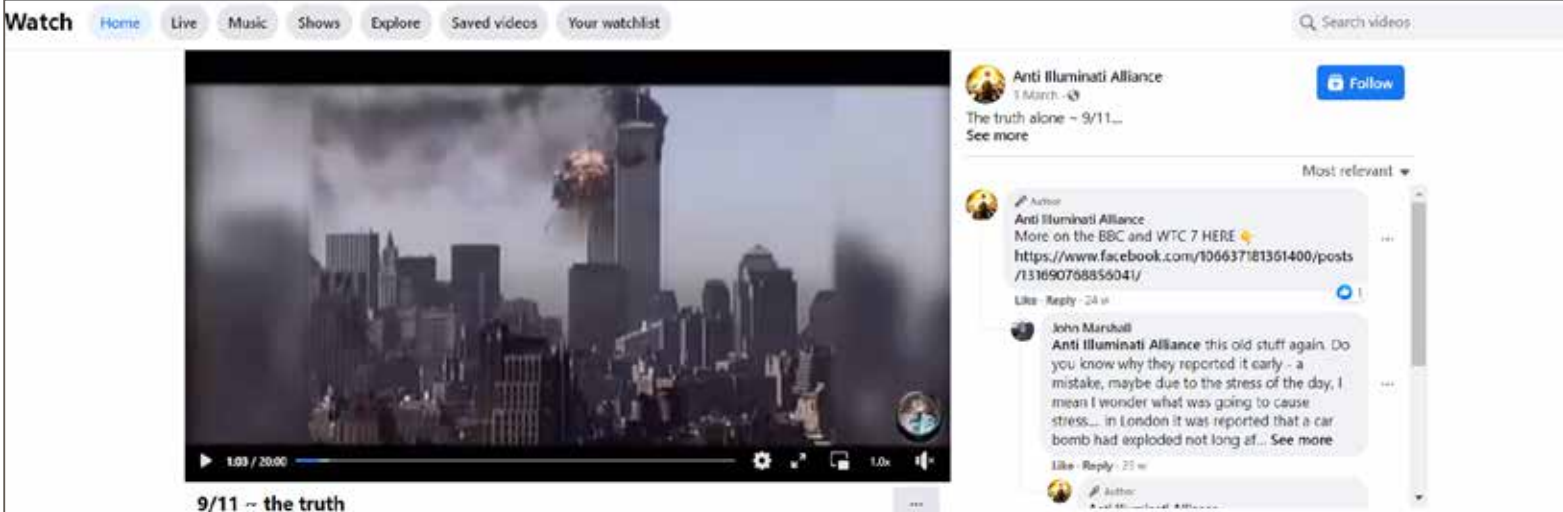 Watch Home Live Music Shows Explore Saved videos Your watchlist Search videos
1:03 / 20:00 1.0x
9/11 ~ the truth
Anti Illuminati Alliance
1 March
Follow
The truth alone ~ 9/11...
See more
Most relevant
Author
Anti Illuminati Alliance
More on the BBC and WTC 7 HERE 👇
https://www.facebook.com/106637181361400/posts
/131690768856041/
Like · Reply · 24 w
1
John Marshall
Anti Illuminati Alliance this old stuff again. Do
you know why they reported it early - a
mistake, maybe due to the stress of the day, I
mean I wonder what was going to cause
stress... in London it was reported that a car
bomb had exploded not long af... See more
Like · Reply · 23 w
Author